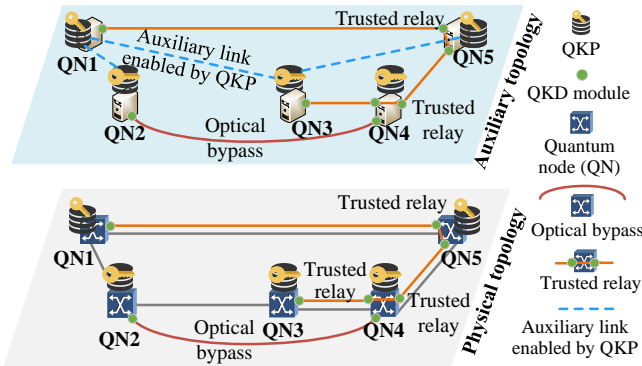 Trusted relay
Auxiliary link
enabled by QKP
QN1
QN5
QN2
QN3
QN4
Trusted
relay
Optical
bypass
Auxiliary topology
Trusted relay
QN1
QN5
Trusted
relay
QN2
QN3
QN4
Trusted
relay
Optical
bypass
Physical topology
QKP
QKD module
Quantum
node (QN)
Optical bypass
Trusted relay
Auxiliary link
enabled by QKP